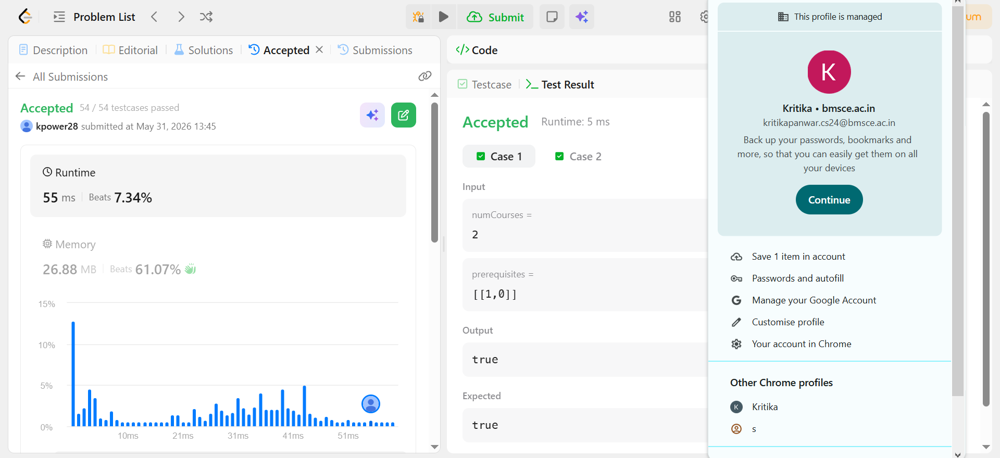 Problem List
Submit
Description
Editorial
Solutions
Accepted
Submissions
All Submissions
Accepted 54 / 54 testcases passed
kpower28 submitted at May 31, 2026 13:45
Runtime
55 ms Beats 7.34%
Memory
26.88 MB Beats 61.07%
15%
10%
5%
0%
10ms 21ms 31ms 41ms 51ms
Code
Testcase
Test Result
Accepted Runtime: 5 ms
Case 1 Case 2
Input
numCourses =
2
prerequisites =
[[1,0]]
Output
true
Expected
true
um
This profile is managed
K
Kritika • bmsce.ac.in
kritikapanwar.cs24@bmsce.ac.in
Back up your passwords, bookmarks and
more, so that you can easily get them on all
your devices
Continue
Save 1 item in account
Passwords and autofill
Manage your Google Account
Customise profile
Your account in Chrome
Other Chrome profiles
K Kritika
s